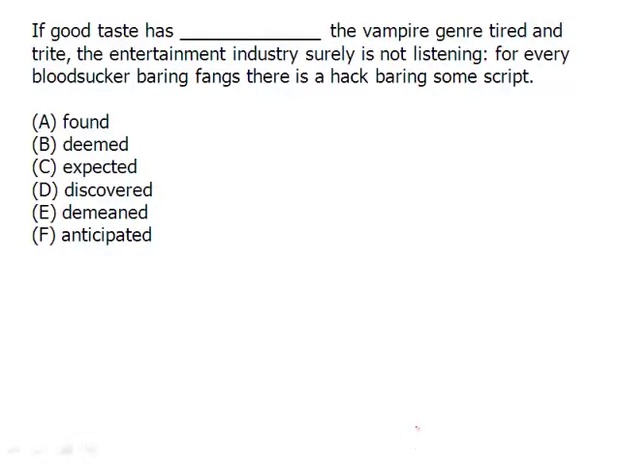 If good taste has ______________ the vampire genre tired and
trite, the entertainment industry surely is not listening: for every
bloodsucker baring fangs there is a hack baring some script.
(A) found
(B) deemed
(C) expected
(D) discovered
(E) demeaned
(F) anticipated